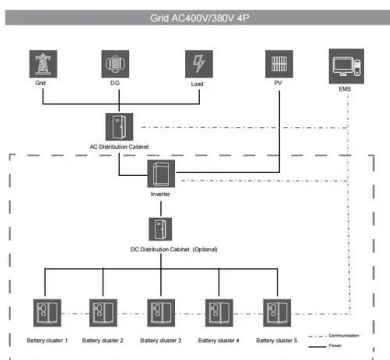 Grid AC400V/380V 4P
Grid DG Load PV EMS
AC Distribution Cabinet
Inverter
DC Distribution Cabinet (Optional)
Battery cluster 1 Battery cluster 2 Battery cluster 3 Battery cluster 4 Battery cluster 5
Communication
Power